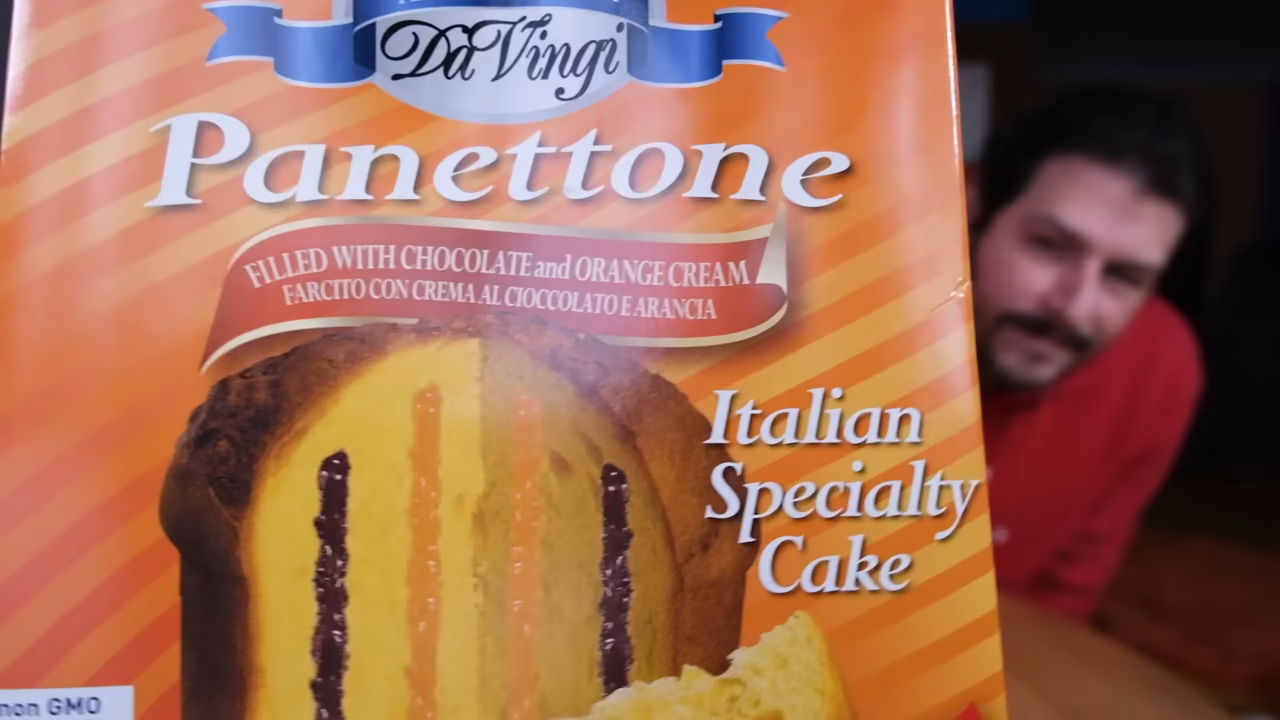 DaVingi
Panettone
FILLED WITH CHOCOLATE and ORANGE CREAM
FARCITO CON CREMA AL CIOCCOLATO E ARANCIA
Italian
Specialty
Cake
non GMO